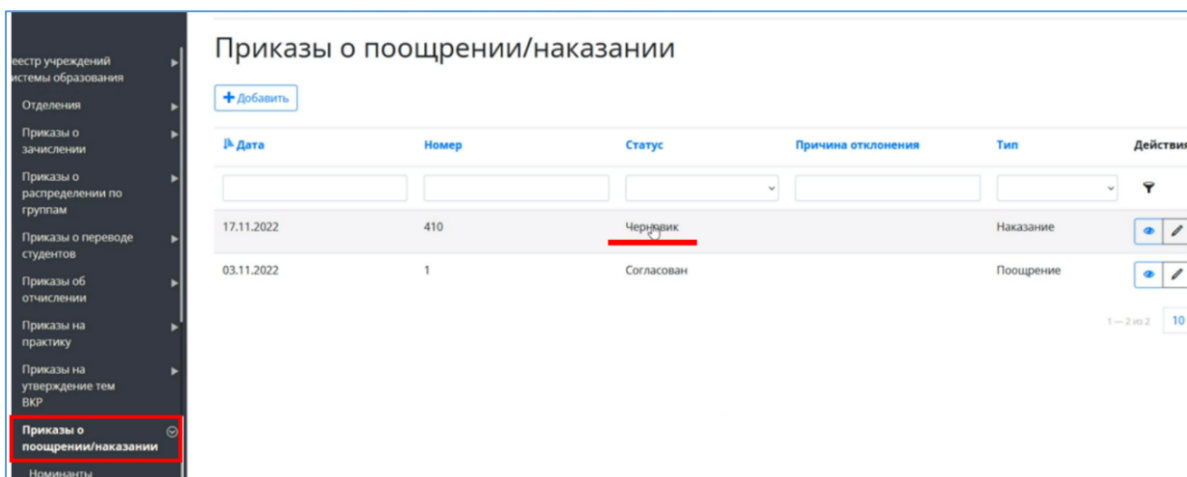 Приказы о поощрении/наказании
еестр учреждений
истемы образования
Отделения
Приказы о
зачислении
Приказы о
распределении по
группам
Приказы о переводе
студентов
Приказы об
отчислении
Приказы на
практику
Приказы на
утверждение тем
ВКР
Приказы о
поощрении/наказании
Номинанты
+ Добавить
Дата Номер Статус Причина отклонения Тип Действия
17.11.2022 410 Черновик Наказание
03.11.2022 1 Согласован Поощрение
1 — 2 из 2 10